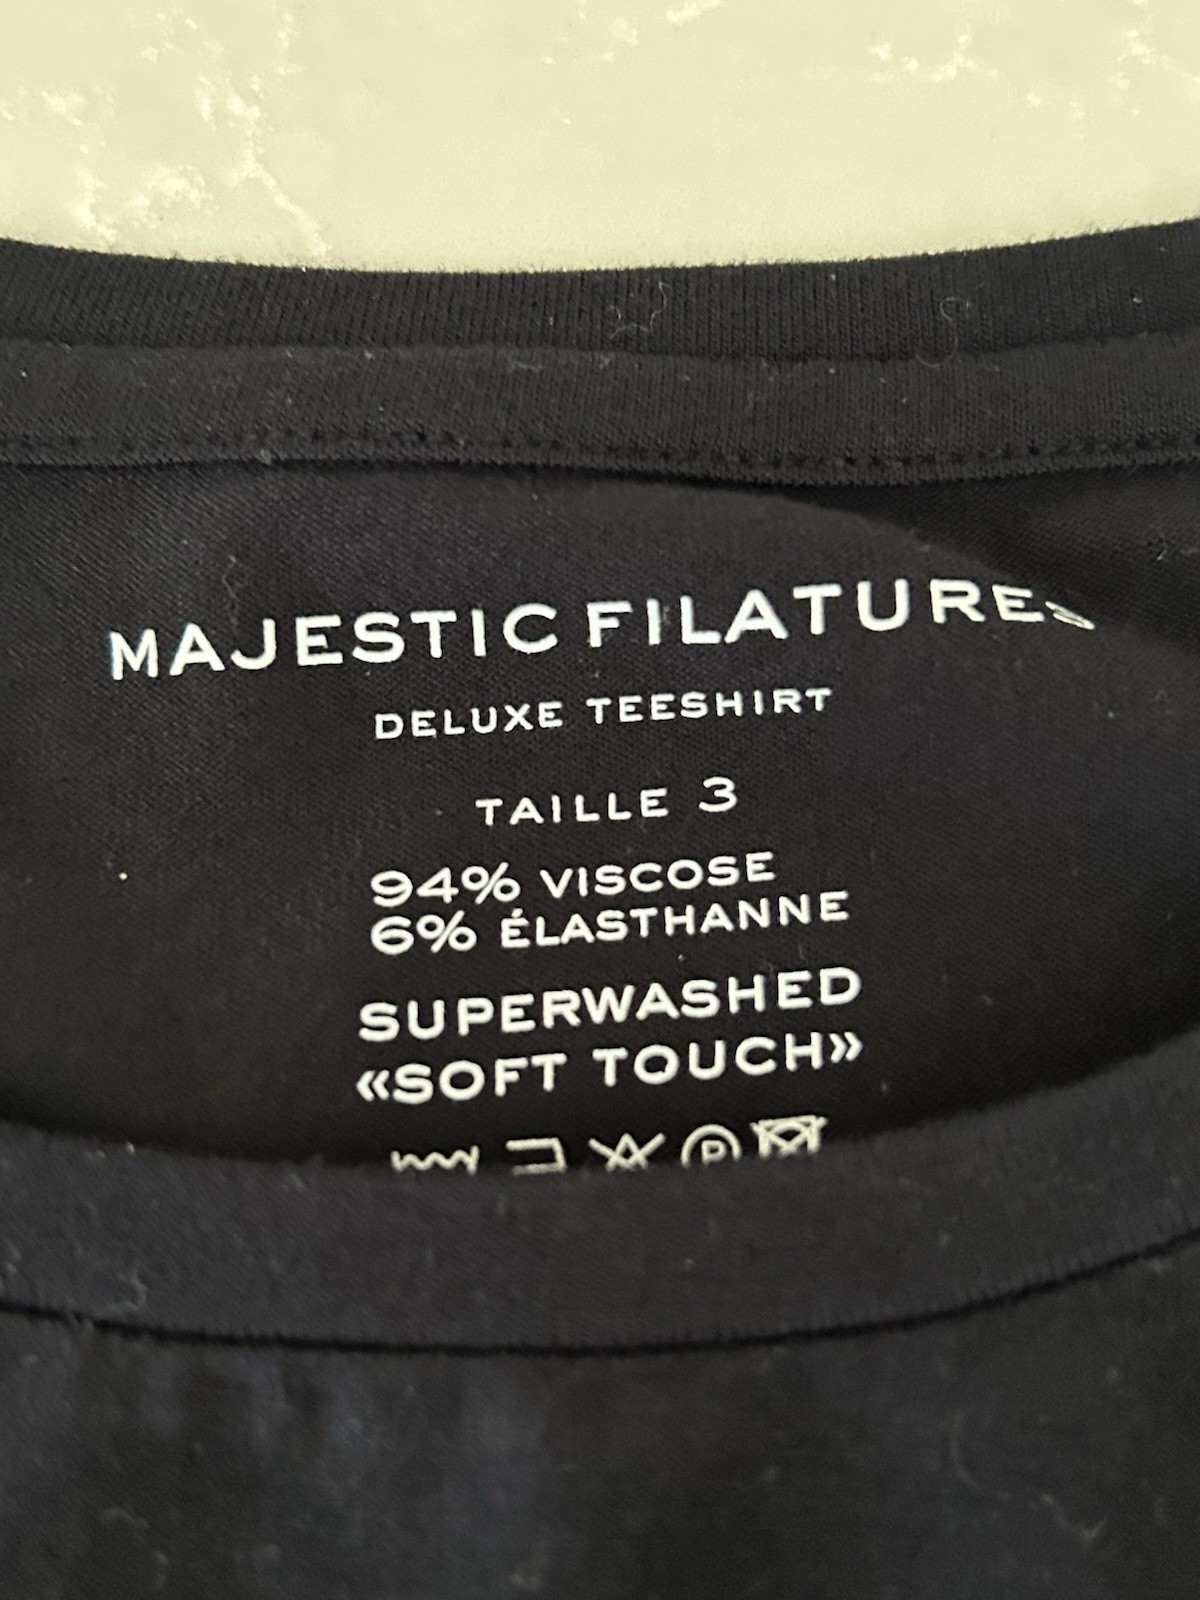 MAJESTIC FILATURES
DELUXE TEESHIRT
TAILLE 3
94% VISCOSE
6% ÉLASTHANNE
SUPERWASHED
«SOFT TOUCH»
P